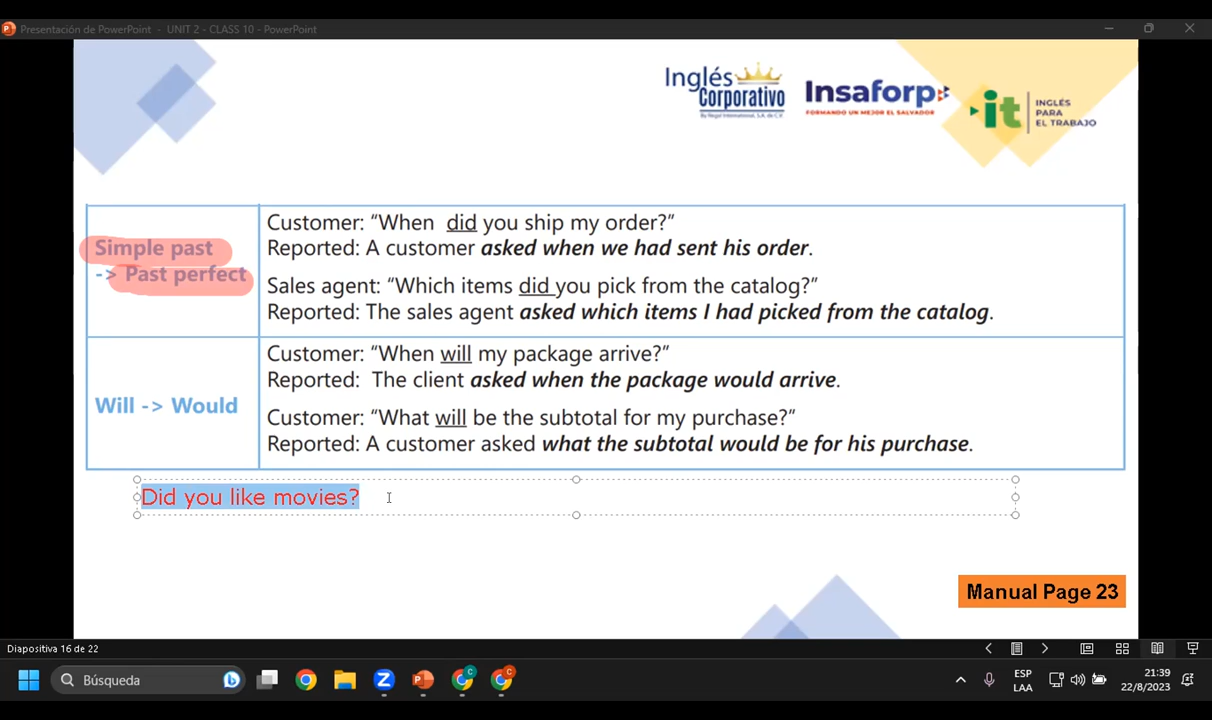 Presentación de PowerPoint - UNIT 2 - CLASS 10 - PowerPoint
Inglés
Corporativo
By Regal International, S.A. de C.V.
Insaforp
FORMANDO UN MEJOR EL SALVADOR
it
INGLÉS
PARA
EL TRABAJO
Simple past
-> Past perfect
Customer: “When did you ship my order?”
Reported: A customer asked when we had sent his order.
Sales agent: “Which items did you pick from the catalog?”
Reported: The sales agent asked which items I had picked from the catalog.
Will -> Would
Customer: “When will my package arrive?”
Reported: The client asked when the package would arrive.
Customer: “What will be the subtotal for my purchase?”
Reported: A customer asked what the subtotal would be for his purchase.
Did you like movies?
Manual Page 23
Diapositiva 16 de 22
Búsqueda
ESP
LAA
21:39
22/8/2023